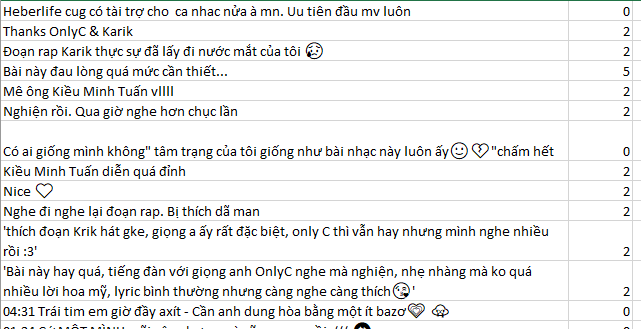 Heberlife cug có tài trợ cho ca nhac nửa à mn. Uu tiên đầu mv luôn 0
Thanks OnlyC & Karik 2
Đoạn rap Karik thực sự đã lấy đi nước mắt của tôi 😥 2
Bài này đau lòng quá mức cần thiết... 5
Mê ông Kiều Minh Tuấn vllll 2
Nghiện rồi. Qua giờ nghe hơn chục lần 2
Có ai giống mình không" tâm trạng của tôi giống như bài nhạc này luôn ấy🙂💔"chấm hết 0
Kiều Minh Tuấn diễn quá đỉnh 2
Nice ♡ 2
Nghe đi nghe lại đoạn rap. Bị thích dã man 2
'thích đoạn Krik hát gke, giọng a ấy rất đặc biệt, only C thì vẫn hay nhưng mình nghe nhiều
rồi :3' 2
'Bài này hay quá, tiếng đàn với giọng anh OnlyC nghe mà nghiện, nhẹ nhàng mà ko quá
nhiều lời hoa mỹ, lyric bình thường nhưng càng nghe càng thích😘' 2
04:31 Trái tim em giờ đầy axít - Cần anh dung hòa bằng một ít bazơ 0